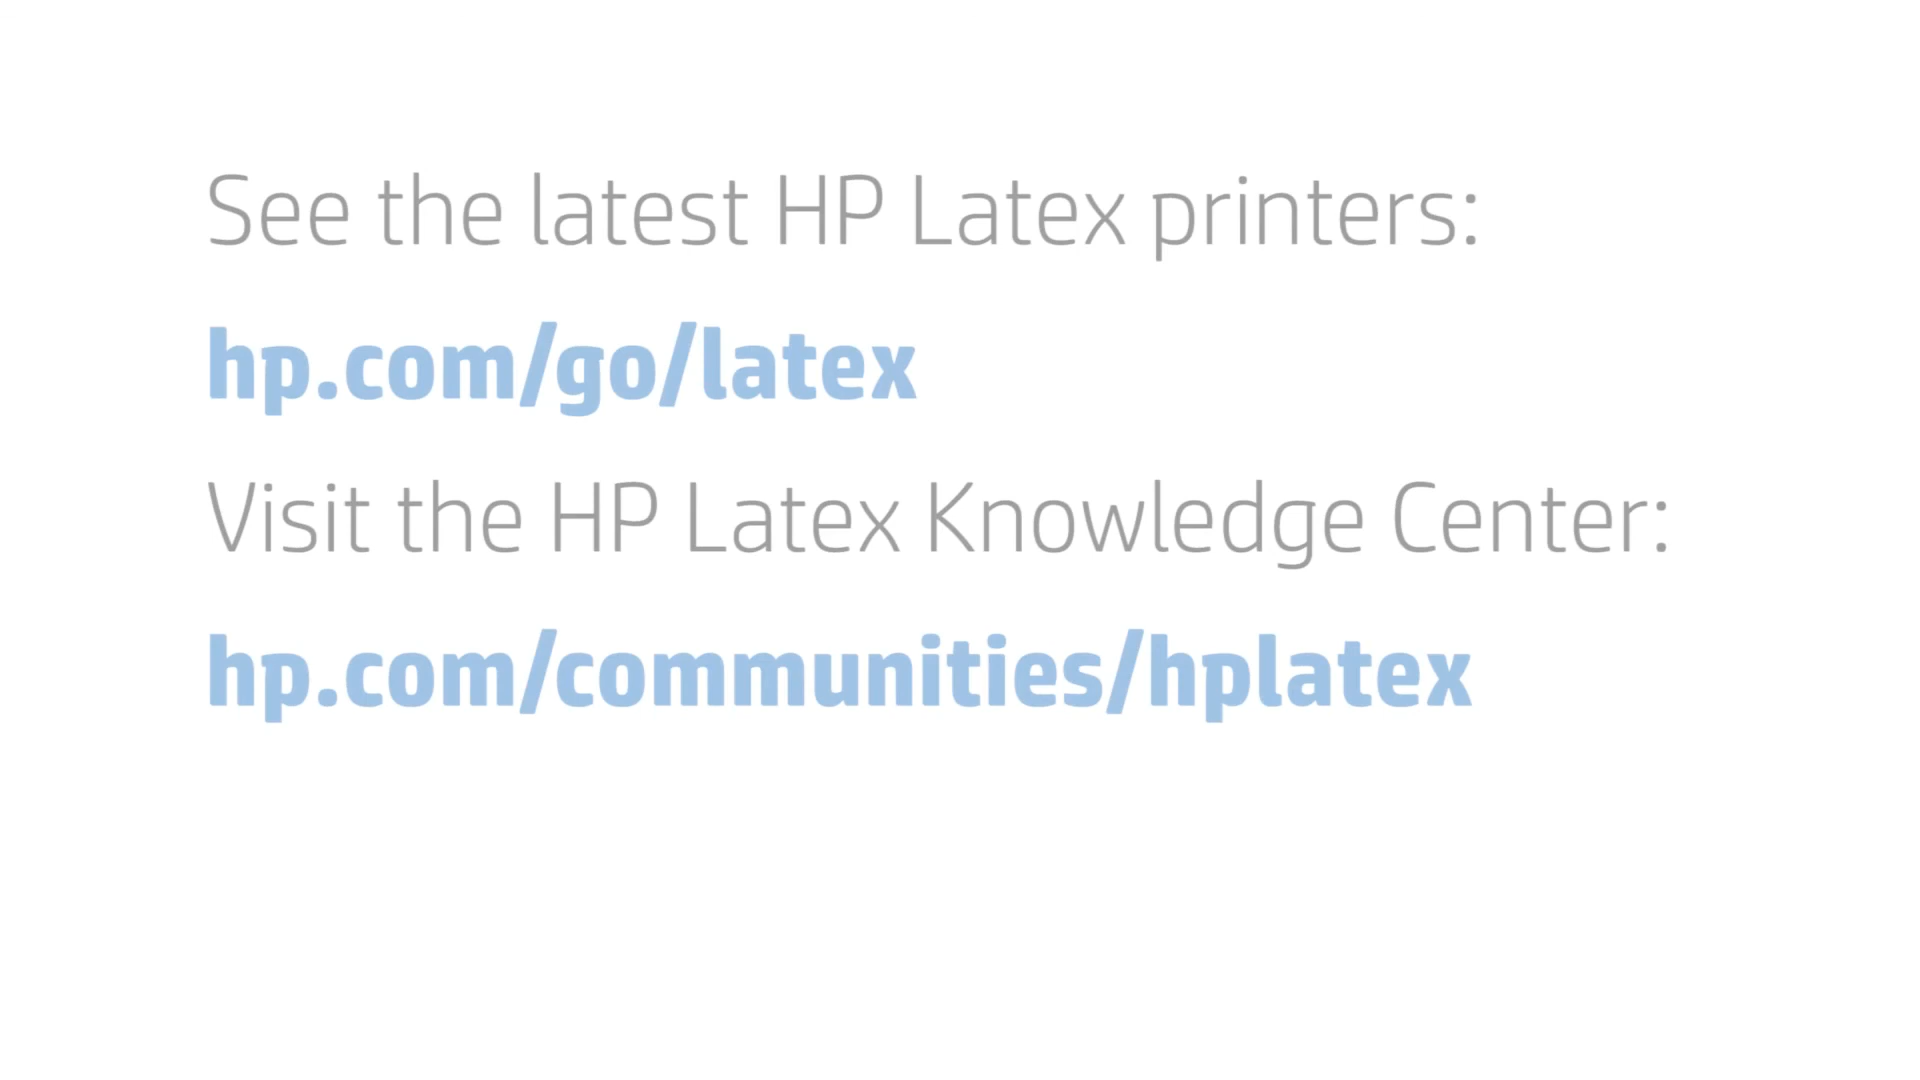 See the latest HP Latex printers:
hp.com/go/latex
Visit the HP Latex Knowledge Center:
hp.com/communities/hplatex